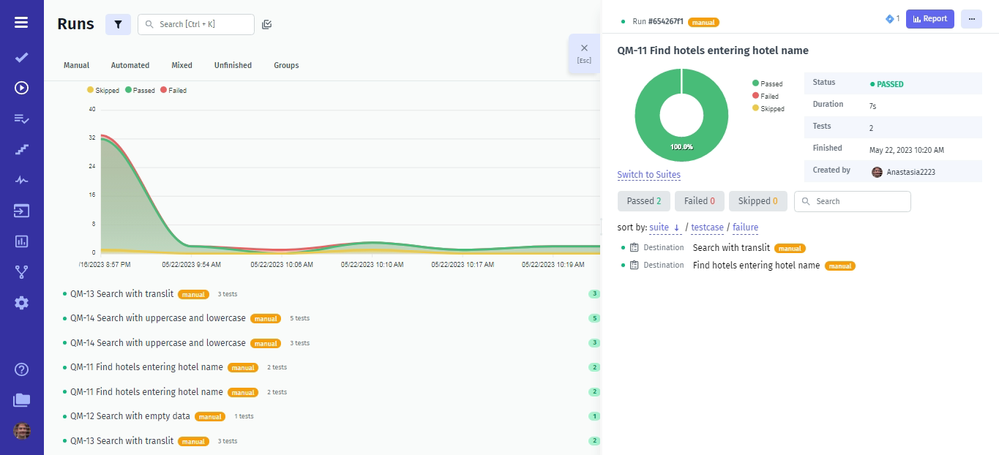 Runs
Search [Ctrl + K]
Manual Automated Mixed Unfinished Groups
Skipped Passed Failed
40
32
24
16
8
0
/16/2023 8:57 PM 05/22/2023 9:54 AM 05/22/2023 10:06 AM 05/22/2023 10:10 AM 05/22/2023 10:17 AM 05/22/2023 10:19 AM
QM-13 Search with translit manual 3 tests 3
QM-14 Search with uppercase and lowercase manual 5 tests 5
QM-14 Search with uppercase and lowercase manual 3 tests 3
QM-11 Find hotels entering hotel name manual 2 tests 2
QM-11 Find hotels entering hotel name manual 2 tests 2
QM-12 Search with empty data manual 1 tests 1
QM-13 Search with translit manual 3 tests 2
[Esc]
Run #654267f1 manual 1 Report
QM-11 Find hotels entering hotel name
100.0%
Passed
Failed
Skipped
Status PASSED
Duration 7s
Tests 2
Finished May 22, 2023 10:20 AM
Created by Anastasia2223
Switch to Suites
Passed 2 Failed 0 Skipped 0 Search
sort by: suite ↓ / testcase / failure
Destination Search with translit manual
Destination Find hotels entering hotel name manual